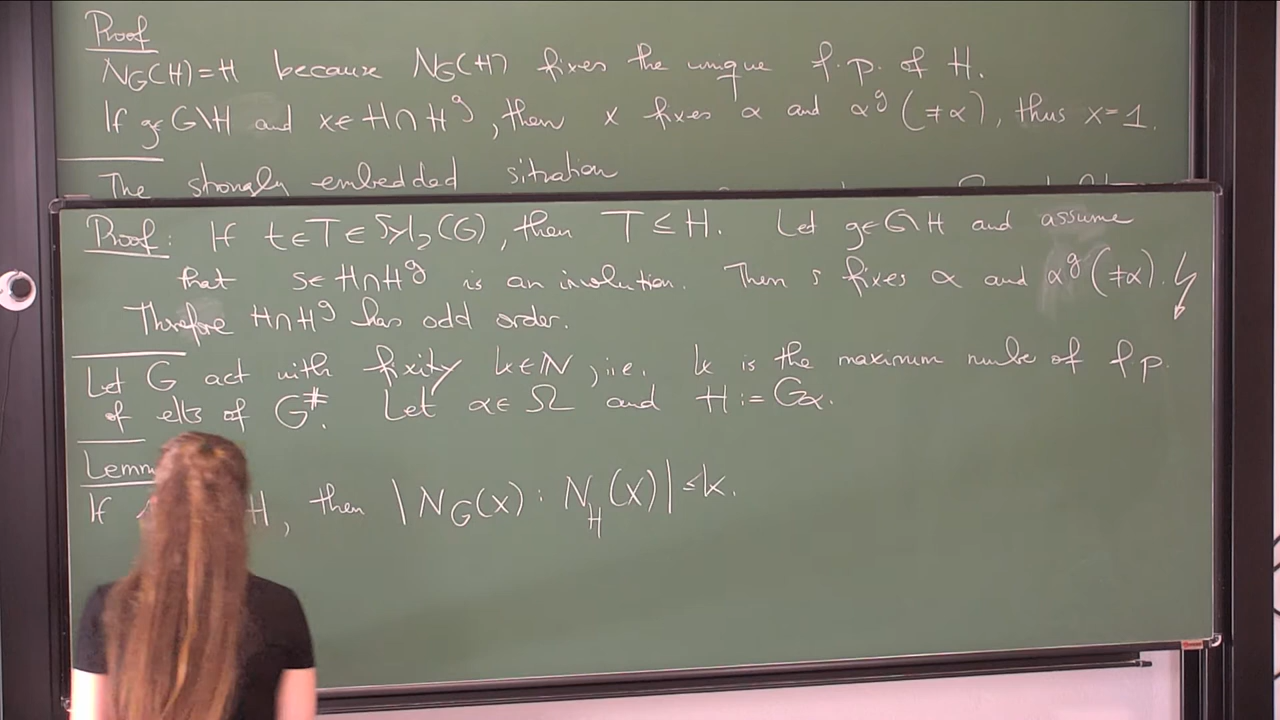 Proof
N_G(H)=H because N_G(H) fixes the unique f.p. of H.
If g∈G\H and x∈H∩H^g, then x fixes α and α^g (≠α), thus x=1.
The strongly embedded situation
Proof: If t∈T∈Syl_2(G), then T≤H. Let g∈G\H and assume
that s∈H∩H^g is an involution. Then s fixes α and α^g (≠α). ↯
Therefore H∩H^g has odd order.
Let G act with fixity k∈ℕ, i.e. k is the maximum numbe of f p.
of elts of G^#. Let α∈Ω and H:=G_α.
Lemm
If H, then |N_G(X):N_H(X)|≤k.